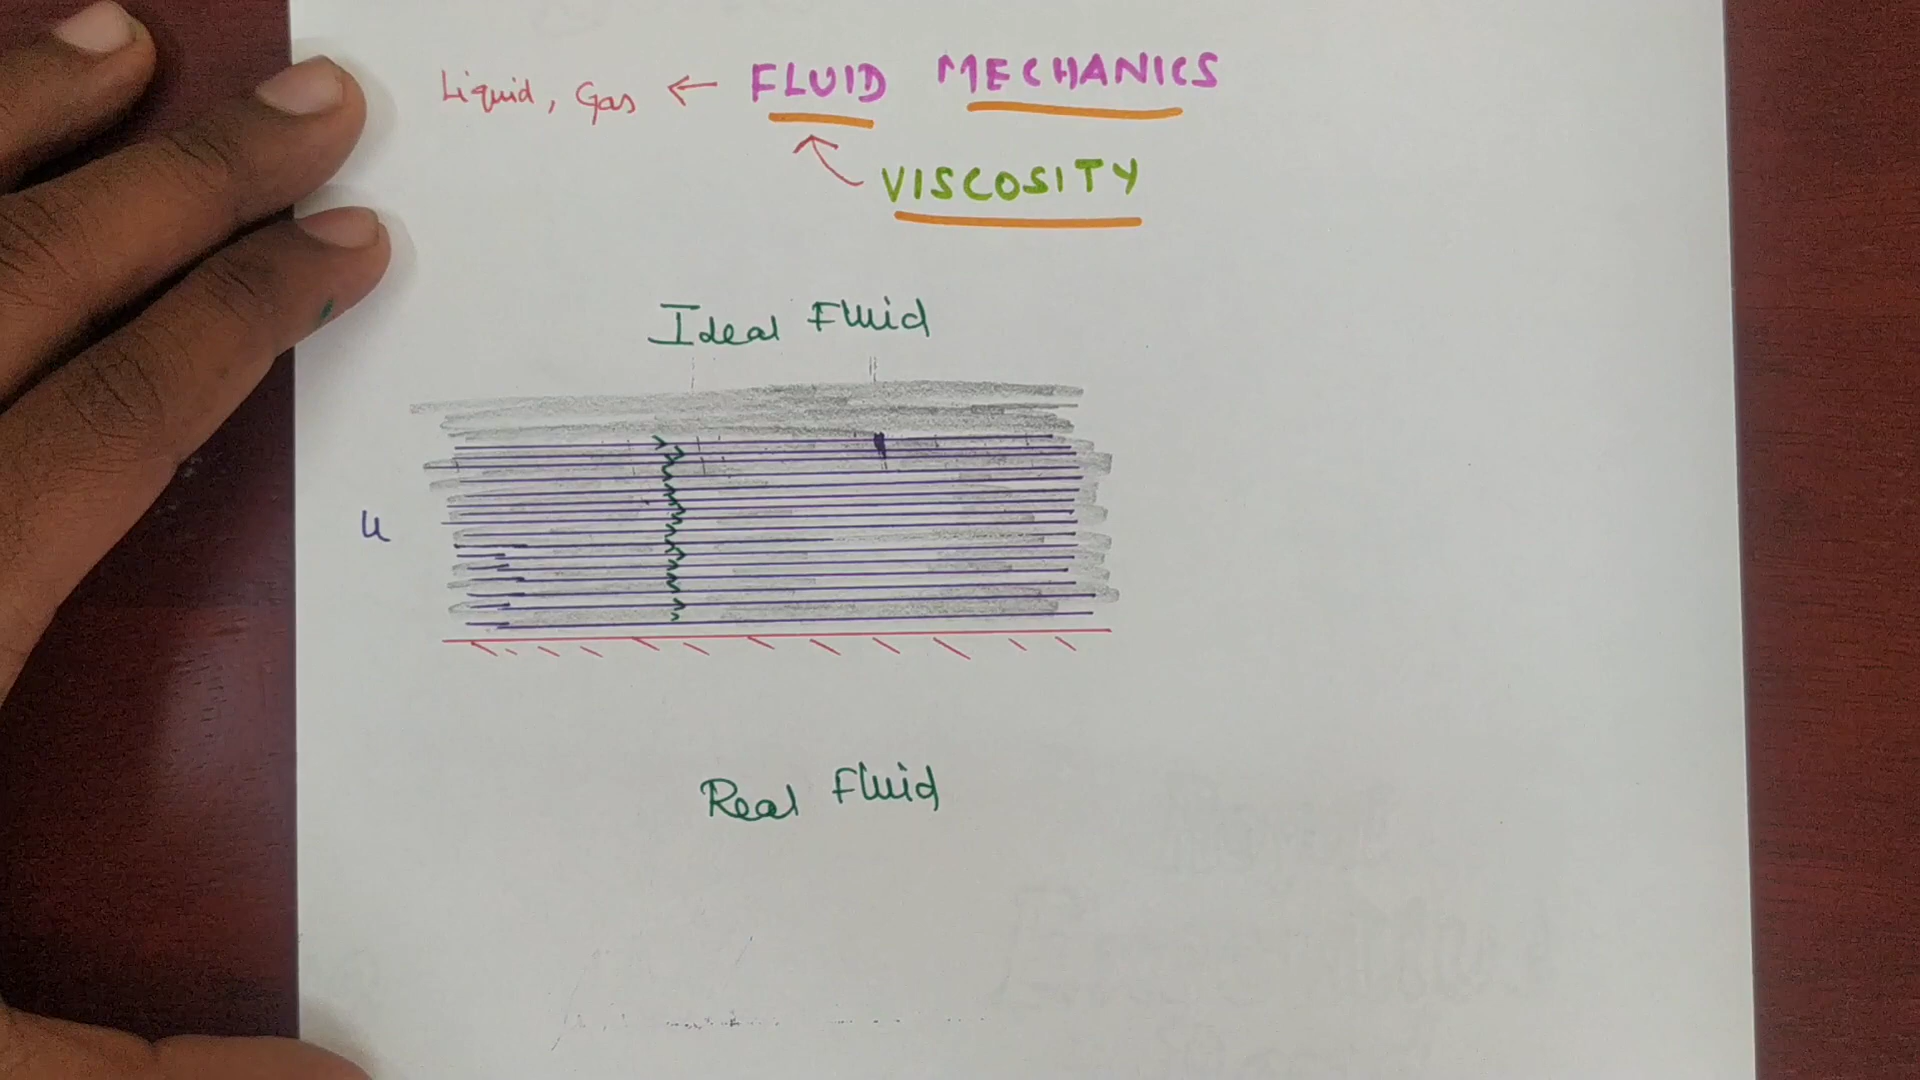 Liquid, Gas ← FLUID MECHANICS
VISCOSITY
Ideal Fluid
u
Real Fluid